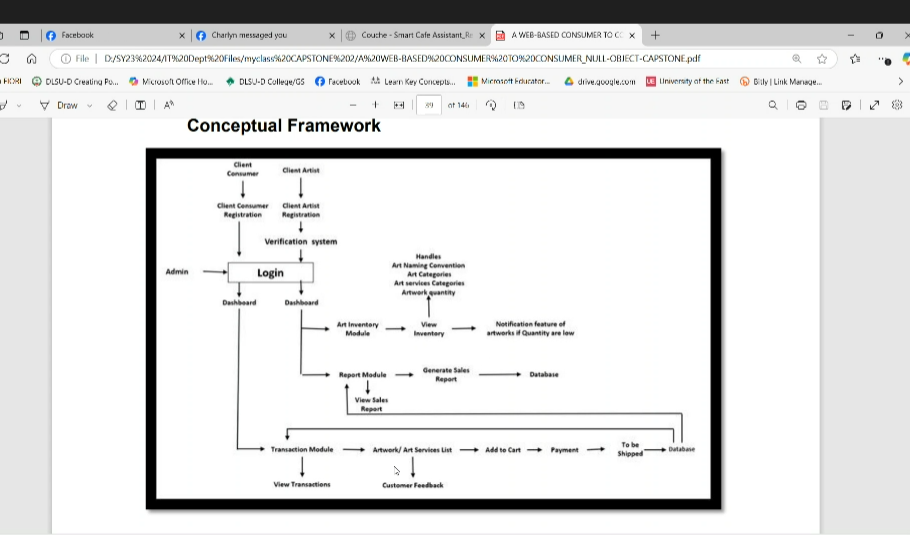 Facebook
Charlyn messaged you
Couche - Smart Cafe Assistant_Re
A WEB-BASED CONSUMER TO CO
File | D:/SY23%2024/IT%20Dept%20Files/myclass%20CAPSTONE%202/A%20WEB-BASED%20CONSUMER%20TO%20CONSUMER_NULL-OBJECT-CAPSTONE.pdf
FIORI
DLSU-D Creating Po...
Microsoft Office Ho...
DLSU-D College/GS
Facebook
Learn Key Concepts...
Microsoft Educator...
drive.google.com
University of the East
Bitly | Link Manage...
Draw
of 146
Conceptual Framework
Client
Consumer
Client Artist
Client Consumer
Registration
Client Artist
Registration
Verification system
Admin
Login
Dashboard
Dashboard
Handles
Art Naming Convention
Art Categories
Art services Categories
Artwork quantity
Art Inventory
Module
View
Inventory
Notification feature of
artworks if Quantity are low
Report Module
Generate Sales
Report
Database
View Sales
Report
Transaction Module
Artwork/ Art Services List
Add to Cart
Payment
To be
Shipped
Database
View Transactions
Customer Feedback